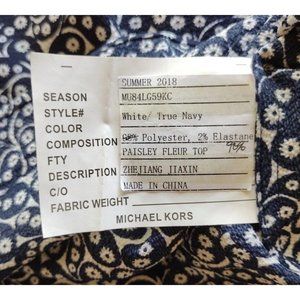 SUMMER 2018
SEASON
MU84LG59KC
STYLE#
White/ True Navy
COLOR
98% Polyester, 2% Elastane
COMPOSITION
96%
FTY
PAISLEY FLEUR TOP
DESCRIPTION
ZHEJIANG JIAXIN
C/O
MADE IN CHINA
FABRIC WEIGHT
MICHAEL KORS